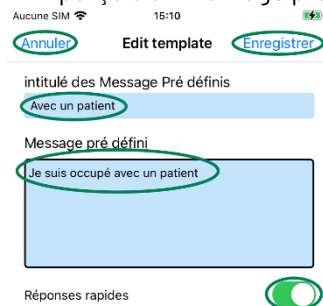 Aucune SIM 15:10
Annuler Edit template Enregistrer
intitulé des Message Pré définis
Avec un patient
Message pré défini
Je suis occupé avec un patient
Réponses rapides